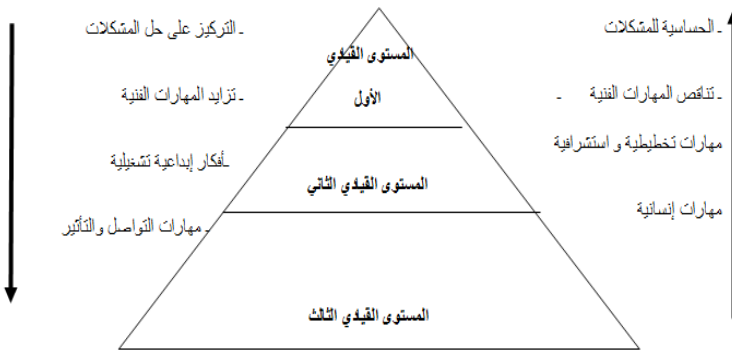 ـ الحساسية للمشكلات
ـ تناقص المهارات الفنية ـ
مهارات تخطيطية و استشرافية
مهارات إنسانية
المستوى القيادي
الأول
المستوى القيادي الثاني
المستوى القيادي الثالث
ـ التركيز على حل المشكلات
ـ تزايد المهارات الفنية
ـأفكار إبداعية تشغيلية
ـ مهارات التواصل والتأثير